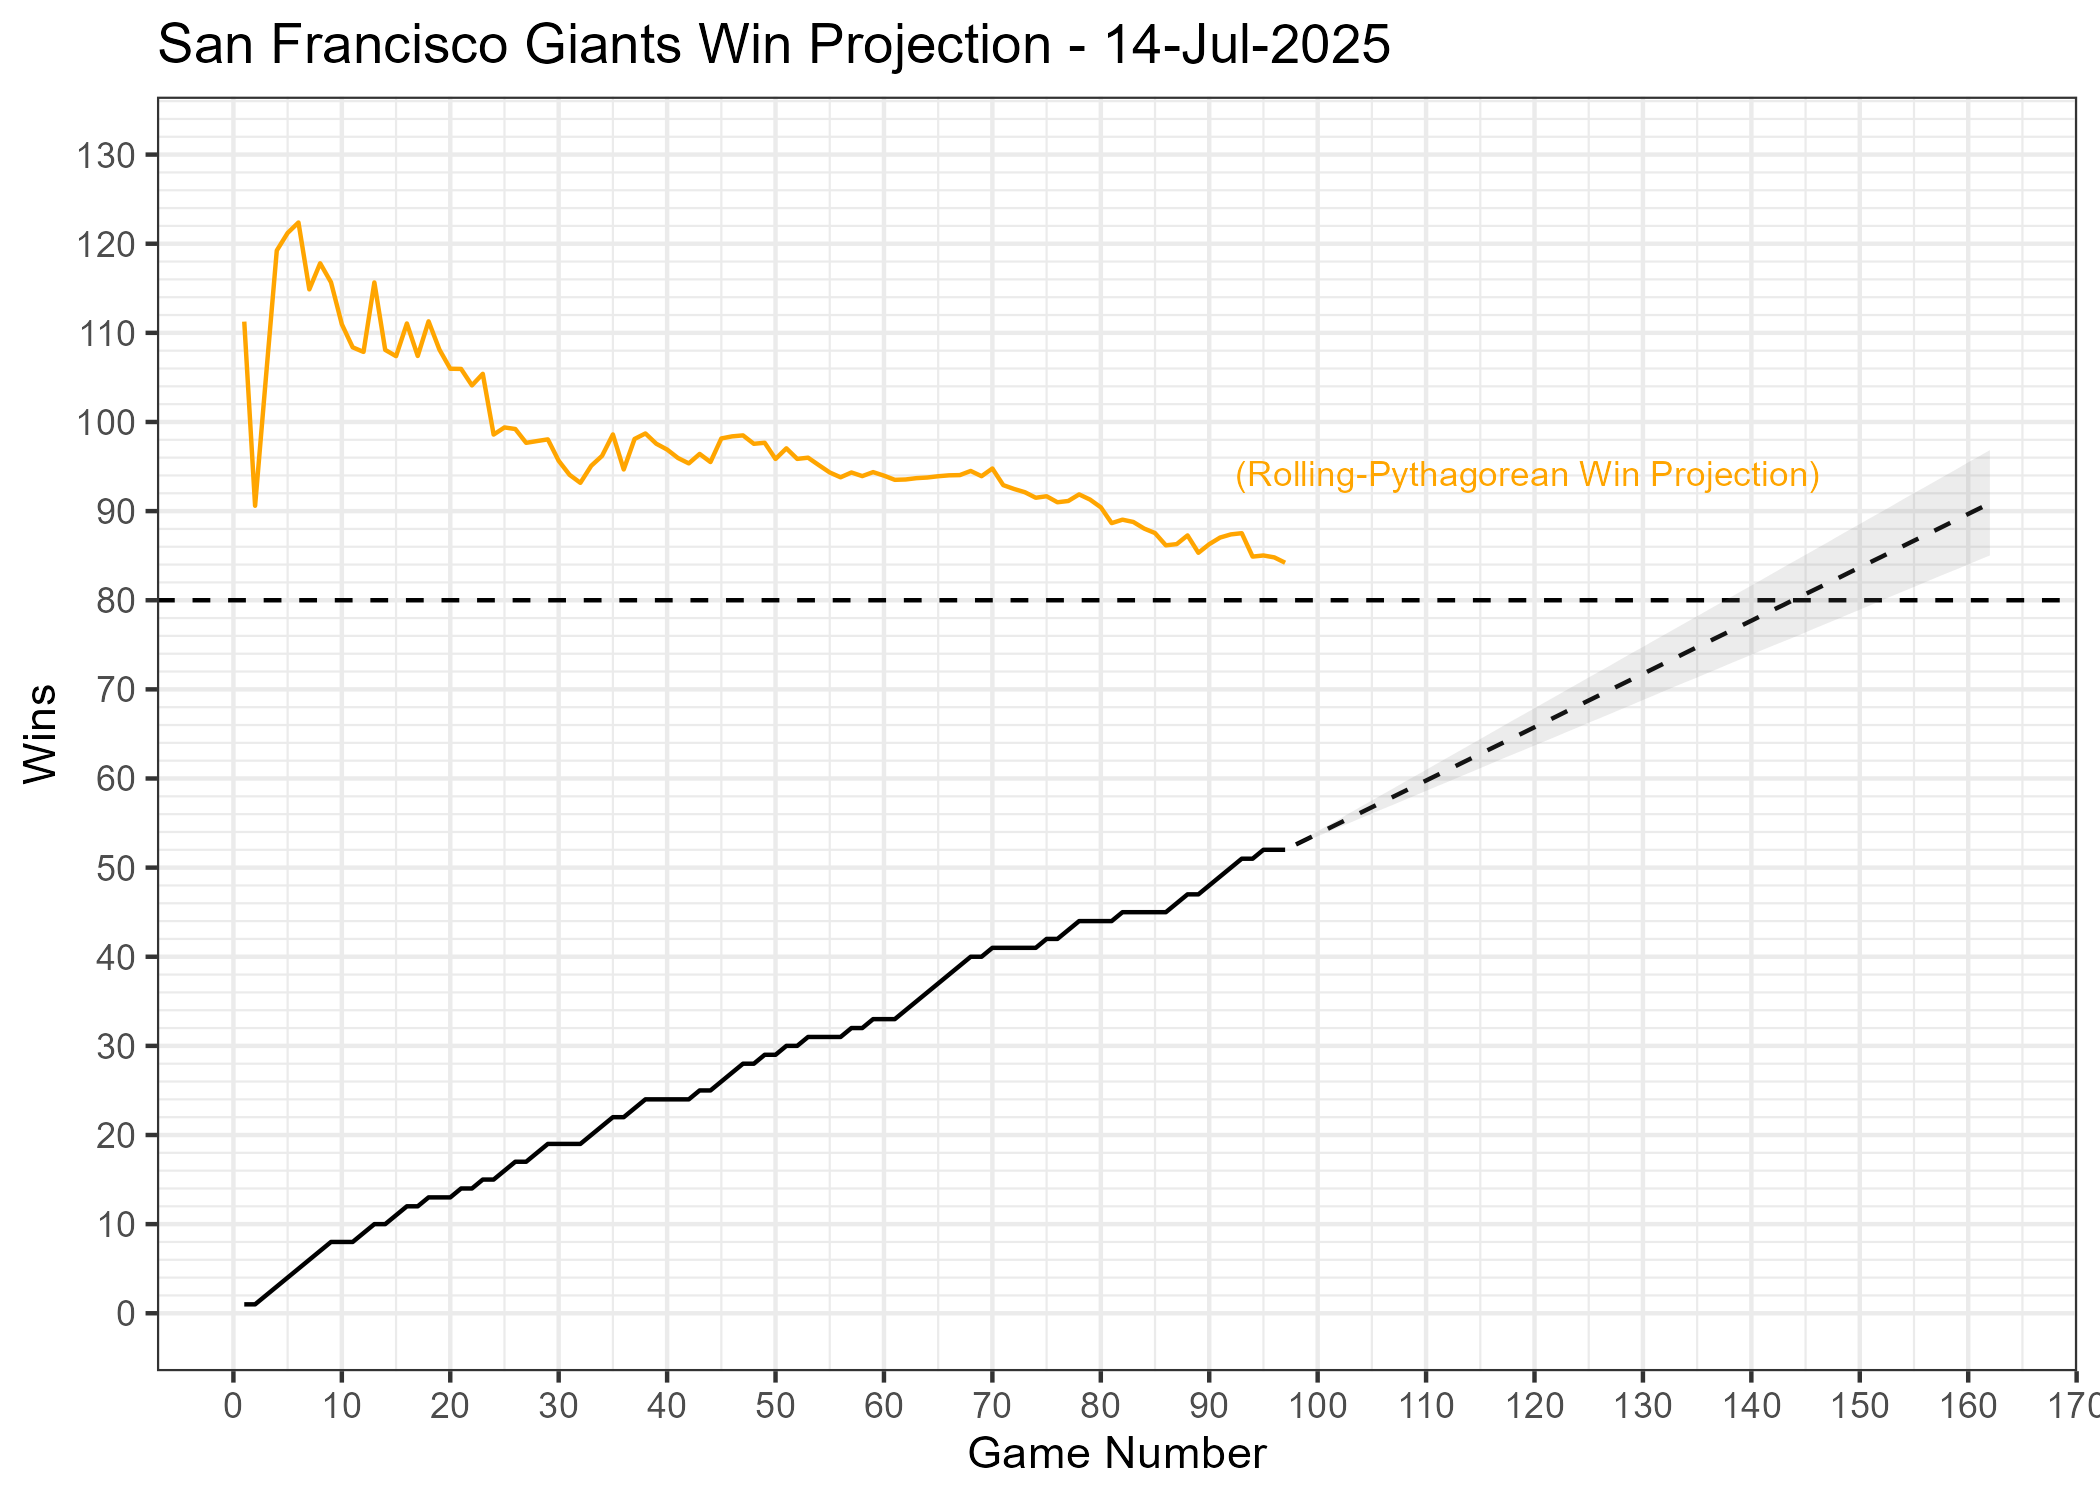 San Francisco Giants Win Projection - 14-Jul-2025
130
120
110
100
90
80
70
60
50
40
30
20
10
0
Wins
(Rolling-Pythagorean Win Projection)
0 10 20 30 40 50 60 70 80 90 100 110 120 130 140 150 160 170
Game Number